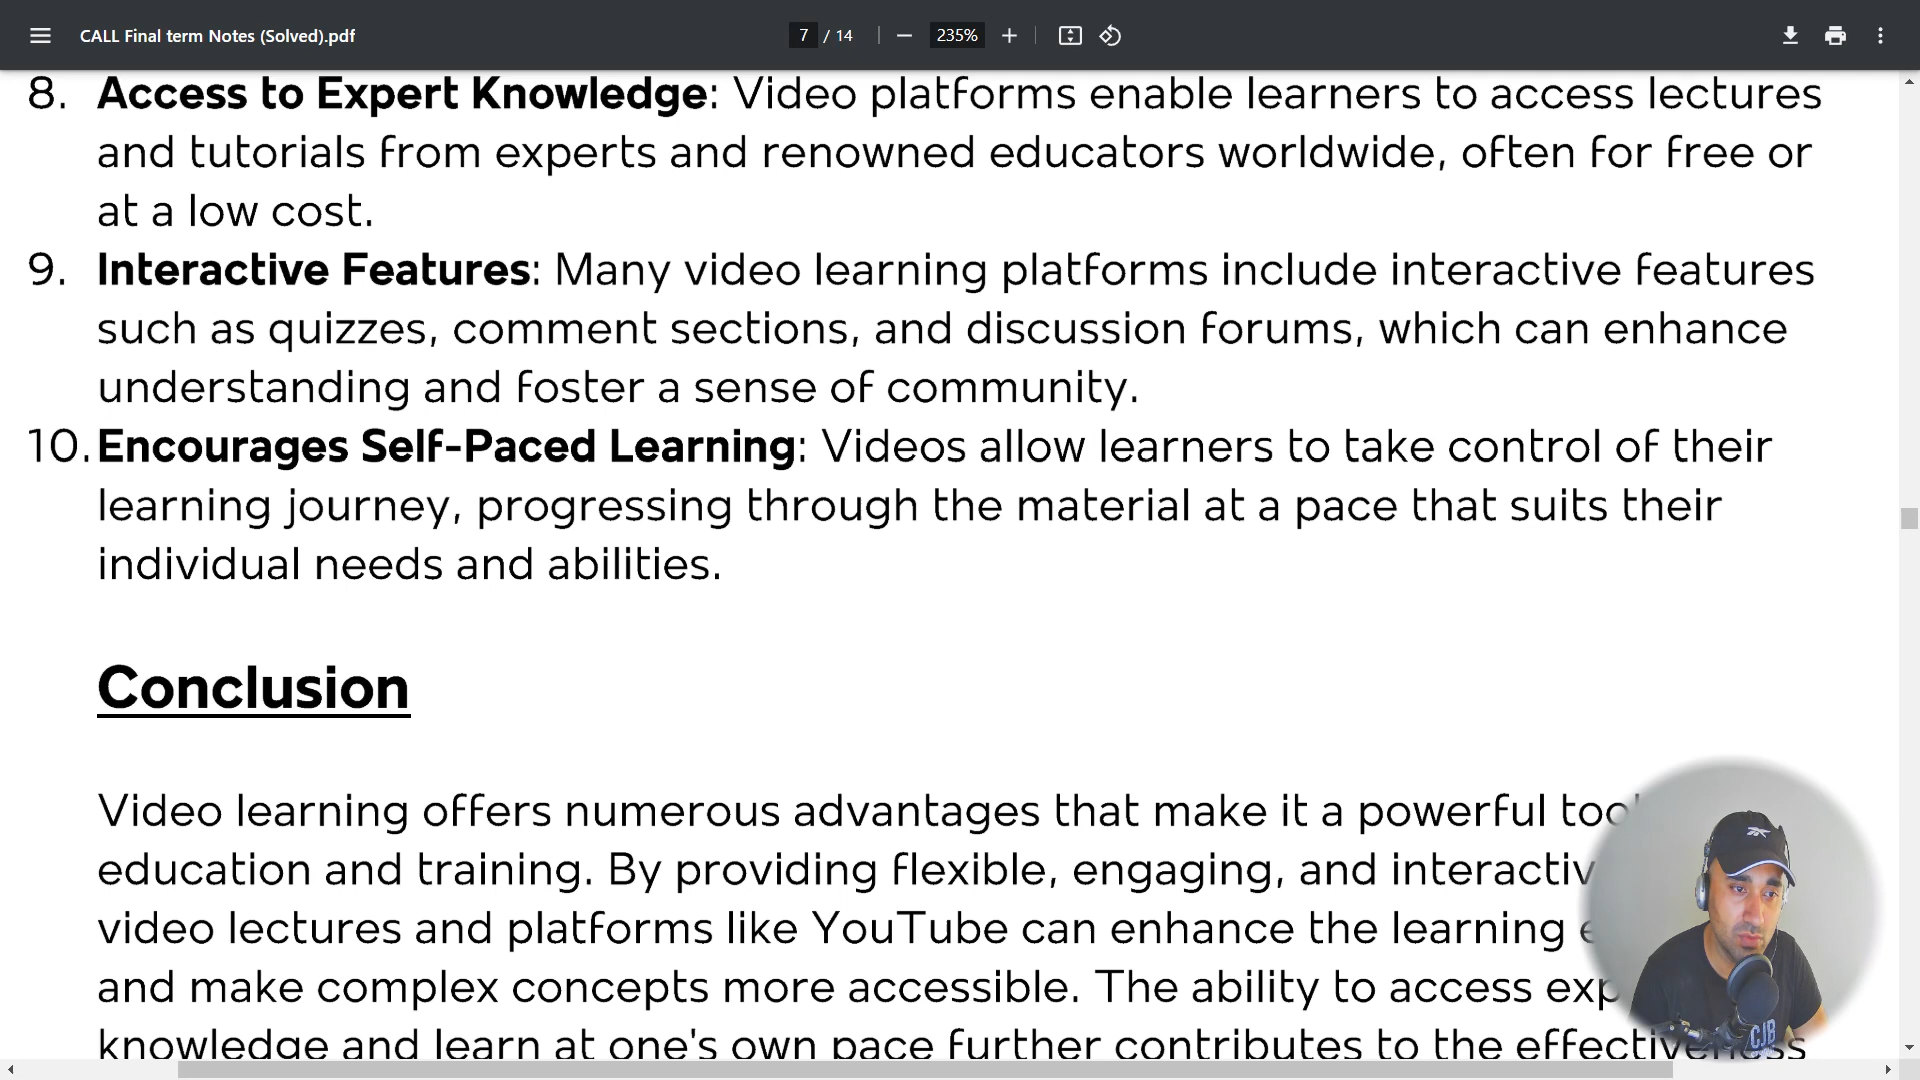 CALL Final term Notes (Solved).pdf
7 / 14
235%
8. Access to Expert Knowledge: Video platforms enable learners to access lectures
and tutorials from experts and renowned educators worldwide, often for free or
at a low cost.
9. Interactive Features: Many video learning platforms include interactive features
such as quizzes, comment sections, and discussion forums, which can enhance
understanding and foster a sense of community.
10. Encourages Self-Paced Learning: Videos allow learners to take control of their
learning journey, progressing through the material at a pace that suits their
individual needs and abilities.
Conclusion
Video learning offers numerous advantages that make it a powerful
education and training. By providing flexible, engaging, and
video lectures and platforms like YouTube can enhance the learning
and make complex concepts more accessible. The ability to access
knowledge and learn at one's own pace further contributes to the effectiveness
CJB